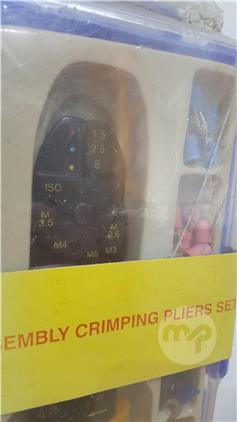 1.5
2.5
6
ISO
M
3.5
M
2.6
M4
M5
M3
EMBLY CRIMPING PLIERS SET
mp